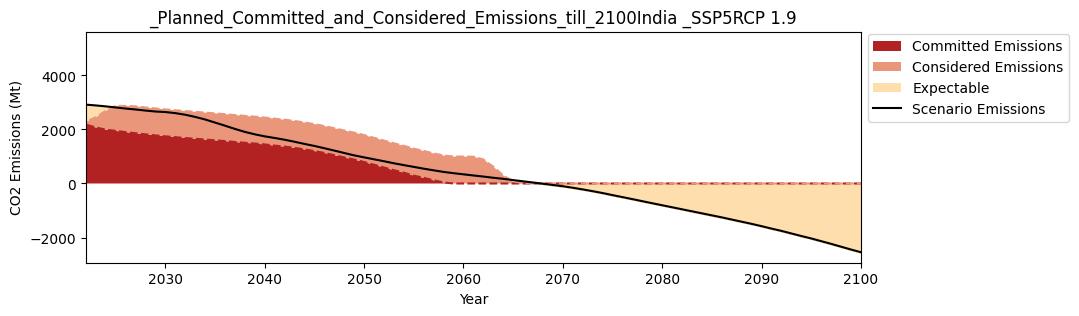 _Planned_Committed_and_Considered_Emissions_till_2100India _SSP5RCP 1.9
CO2 Emissions (Mt)
4000
2000
0
−2000
2030 2040 2050 2060 2070 2080 2090 2100
Year
Committed Emissions
Considered Emissions
Expectable
Scenario Emissions